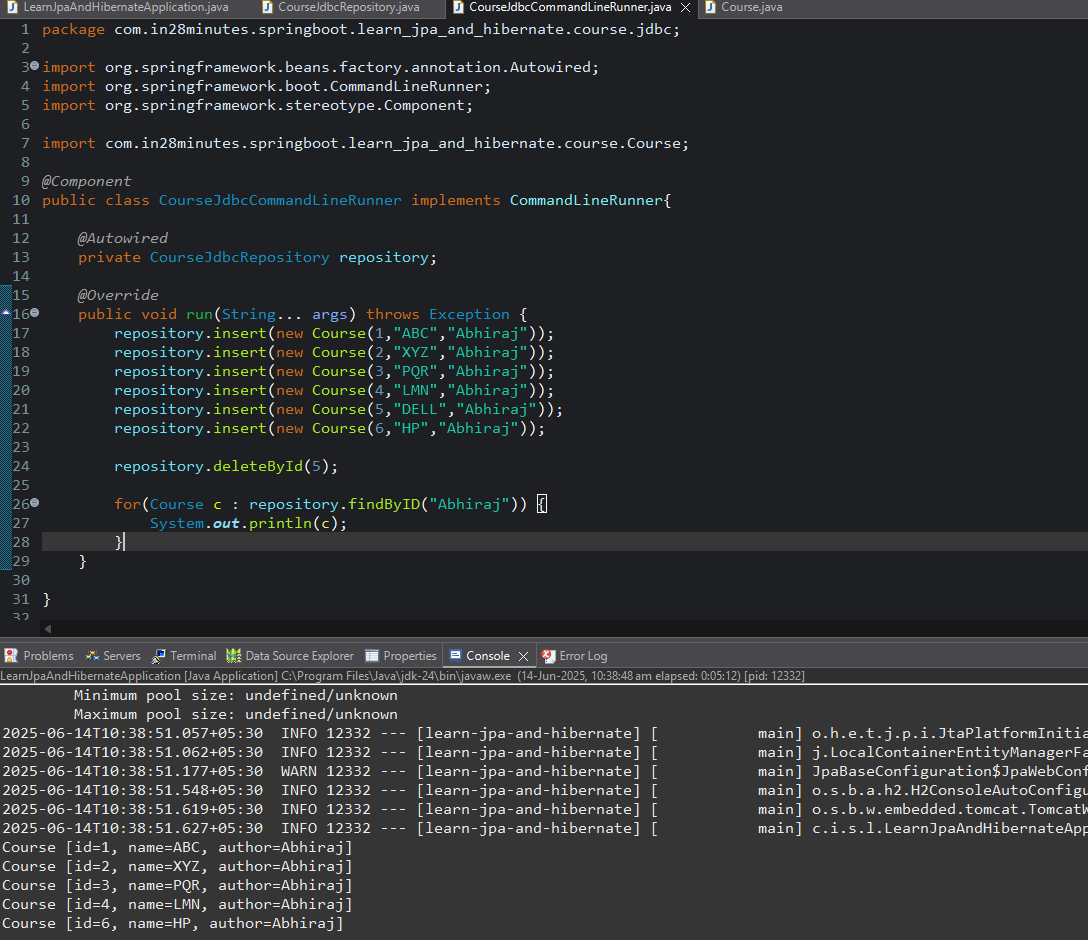 LearnJpaAndHibernateApplication.java CourseJdbcRepository.java CourseJdbcCommandLineRunner.java Course.java
1 package com.in28minutes.springboot.learn_jpa_and_hibernate.course.jdbc;
2
3 import org.springframework.beans.factory.annotation.Autowired;
4 import org.springframework.boot.CommandLineRunner;
5 import org.springframework.stereotype.Component;
6
7 import com.in28minutes.springboot.learn_jpa_and_hibernate.course.Course;
8
9 @Component
10 public class CourseJdbcCommandLineRunner implements CommandLineRunner{
11
12 @Autowired
13 private CourseJdbcRepository repository;
14
15 @Override
16 public void run(String... args) throws Exception {
17 repository.insert(new Course(1,"ABC","Abhiraj"));
18 repository.insert(new Course(2,"XYZ","Abhiraj"));
19 repository.insert(new Course(3,"PQR","Abhiraj"));
20 repository.insert(new Course(4,"LMN","Abhiraj"));
21 repository.insert(new Course(5,"DELL","Abhiraj"));
22 repository.insert(new Course(6,"HP","Abhiraj"));
23
24 repository.deleteById(5);
25
26 for(Course c : repository.findByID("Abhiraj")) {
27 System.out.println(c);
28 }
29 }
30
31 }
32
Problems Servers Terminal Data Source Explorer Properties Console Error Log
LearnJpaAndHibernateApplication [Java Application] C:\Program Files\Java\jdk-24\bin\javaw.exe (14-Jun-2025, 10:38:48 am elapsed: 0:05:12) [pid: 12332]
Minimum pool size: undefined/unknown
Maximum pool size: undefined/unknown
2025-06-14T10:38:51.057+05:30 INFO 12332 --- [learn-jpa-and-hibernate] [ main] o.h.e.t.j.p.i.JtaPlatformInitia
2025-06-14T10:38:51.062+05:30 INFO 12332 --- [learn-jpa-and-hibernate] [ main] j.LocalContainerEntityManagerFa
2025-06-14T10:38:51.177+05:30 WARN 12332 --- [learn-jpa-and-hibernate] [ main] JpaBaseConfiguration$JpaWebConf
2025-06-14T10:38:51.548+05:30 INFO 12332 --- [learn-jpa-and-hibernate] [ main] o.s.b.a.h2.H2ConsoleAutoConfigu
2025-06-14T10:38:51.619+05:30 INFO 12332 --- [learn-jpa-and-hibernate] [ main] o.s.b.w.embedded.tomcat.TomcatW
2025-06-14T10:38:51.627+05:30 INFO 12332 --- [learn-jpa-and-hibernate] [ main] c.i.s.l.LearnJpaAndHibernateApp
Course [id=1, name=ABC, author=Abhiraj]
Course [id=2, name=XYZ, author=Abhiraj]
Course [id=3, name=PQR, author=Abhiraj]
Course [id=4, name=LMN, author=Abhiraj]
Course [id=6, name=HP, author=Abhiraj]